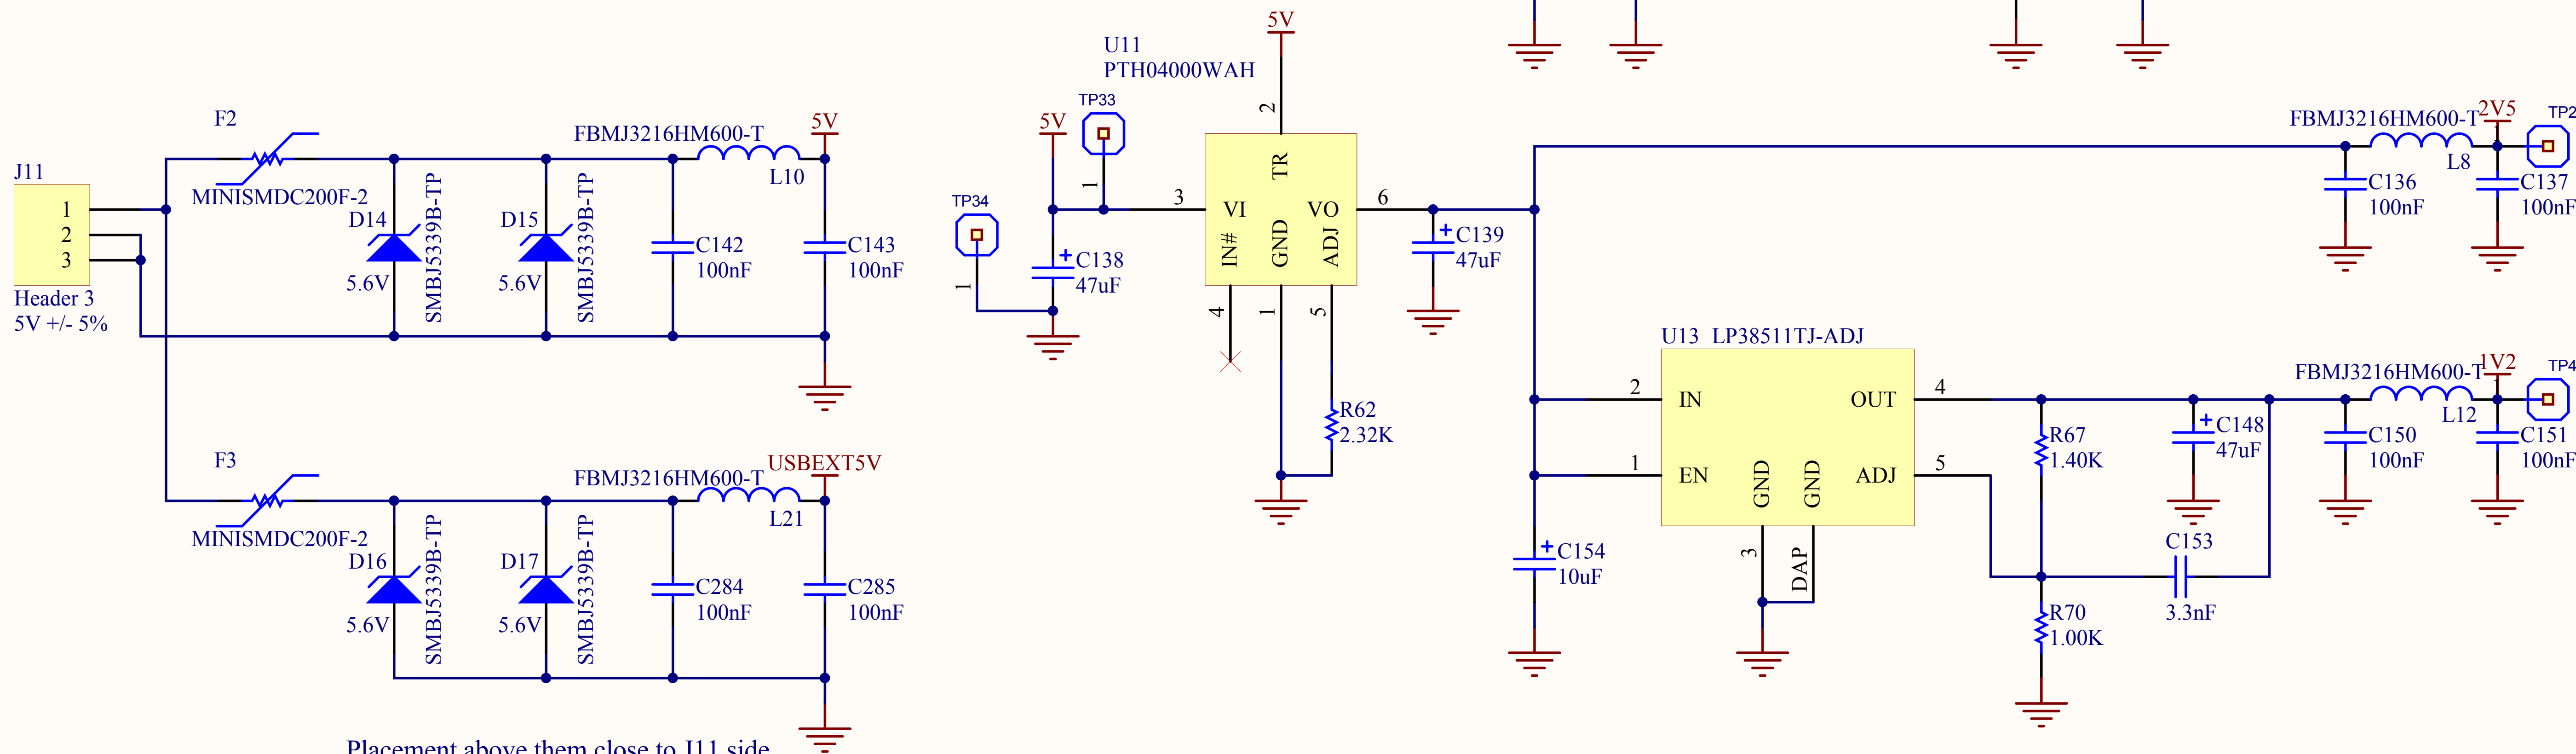 J11
1
2
3
Header 3
5V +/- 5%
F2
MINISMDC200F-2
D14
5.6V
SMBJ5339B-TP
D15
5.6V
SMBJ5339B-TP
FBMJ3216HM600-T
L10
5V
C142
100nF
C143
100nF
F3
MINISMDC200F-2
D16
5.6V
SMBJ5339B-TP
D17
5.6V
SMBJ5339B-TP
FBMJ3216HM600-T
L21
USBEXT5V
C284
100nF
C285
100nF
Placement above them close to J11 side
TP34
1
5V
TP33
1
C138
47uF
U11
PTH04000WAH
5V
2
TR
3
VI
VO
6
IN#
GND
ADJ
4
1
5
R62
2.32K
C139
47uF
U13 LP38511TJ-ADJ
2
IN
OUT
4
1
EN
ADJ
5
GND
GND
3
DAP
C154
10uF
R67
1.40K
R70
1.00K
C148
47uF
C153
3.3nF
FBMJ3216HM600-T
L8
2V5
C136
100nF
C137
100nF
FBMJ3216HM600-T
L12
1V2
C150
100nF
C151
100nF